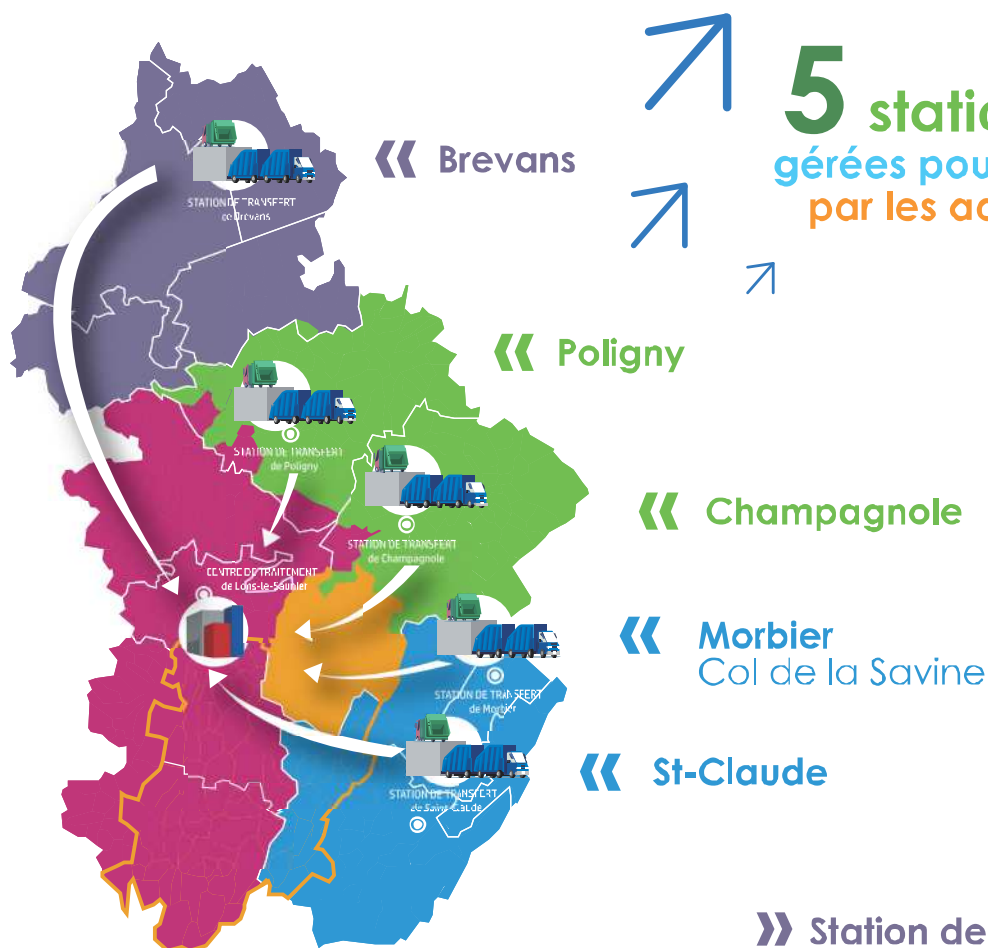 5 statio
gérées pou
par les ad
Brevans
STATION DE TRANSFERT
de Brevans
Poligny
STATION DE TRANSFERT
de Poligny
Champagnole
STATION DE TRANSFERT
de Champagnole
CENTRE DE TRAITEMENT
de Lons-le-Saunier
Morbier
Col de la Savine
STATION DE TRANSFERT
de Morbier
St-Claude
STATION DE TRANSFERT
de Saint-Claude
Station de